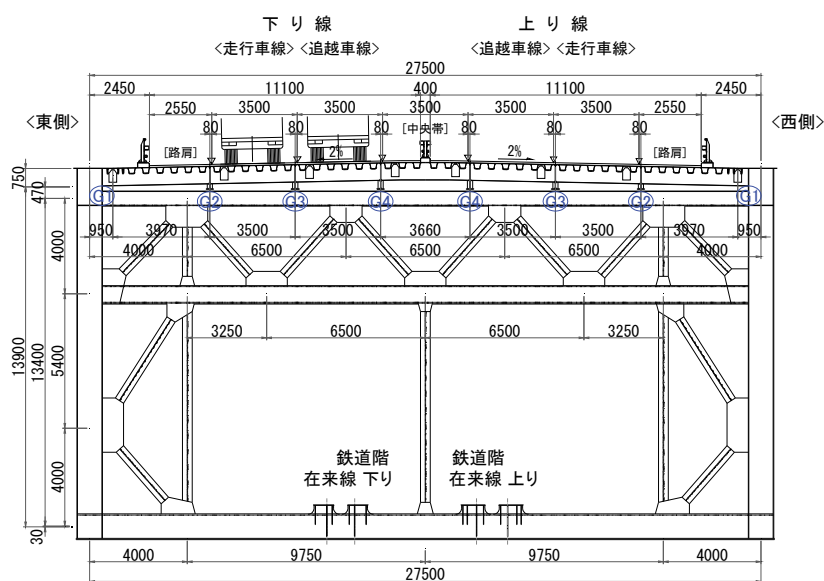 下り線 上り線
<走行車線> <追越車線> <追越車線> <走行車線>
27500
2450 11100 400 11100 2450
<東側> 2550 3500 3500 3500 3500 3500 2550 <西側>
80 80 80 [中央帯] 80 80 80
[路肩] 2% 2% [路肩]
750
470
G1 G2 G3 G4 G4 G3 G2 G1
950 3970 3500 3500 3660 3500 3500 3970 950
4000 6500 6500 6500 4000
4000
3250 6500 6500 3250
13900
13400
5400
鉄道階 鉄道階
在来線 下り 在来線 上り
4000
30
4000 9750 9750 4000
27500